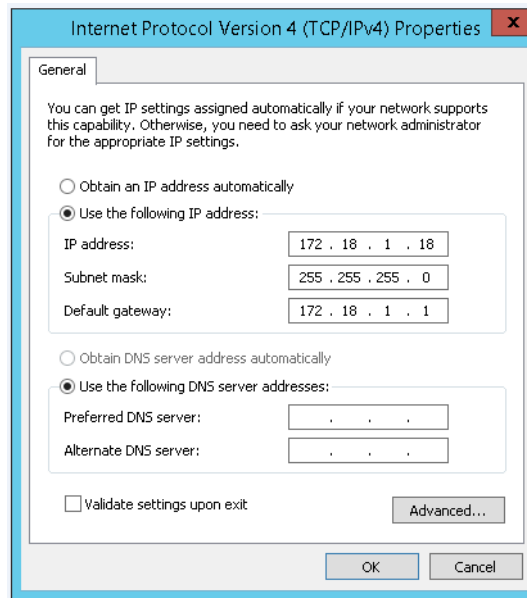 Internet Protocol Version 4 (TCP/IPv4) Properties
x
General
You can get IP settings assigned automatically if your network supports
this capability. Otherwise, you need to ask your network administrator
for the appropriate IP settings.
Obtain an IP address automatically
Use the following IP address:
IP address: 172 . 18 . 1 . 18
Subnet mask: 255 . 255 . 255 . 0
Default gateway: 172 . 18 . 1 . 1
Obtain DNS server address automatically
Use the following DNS server addresses:
Preferred DNS server: . . .
Alternate DNS server: . . .
Validate settings upon exit
Advanced...
OK Cancel